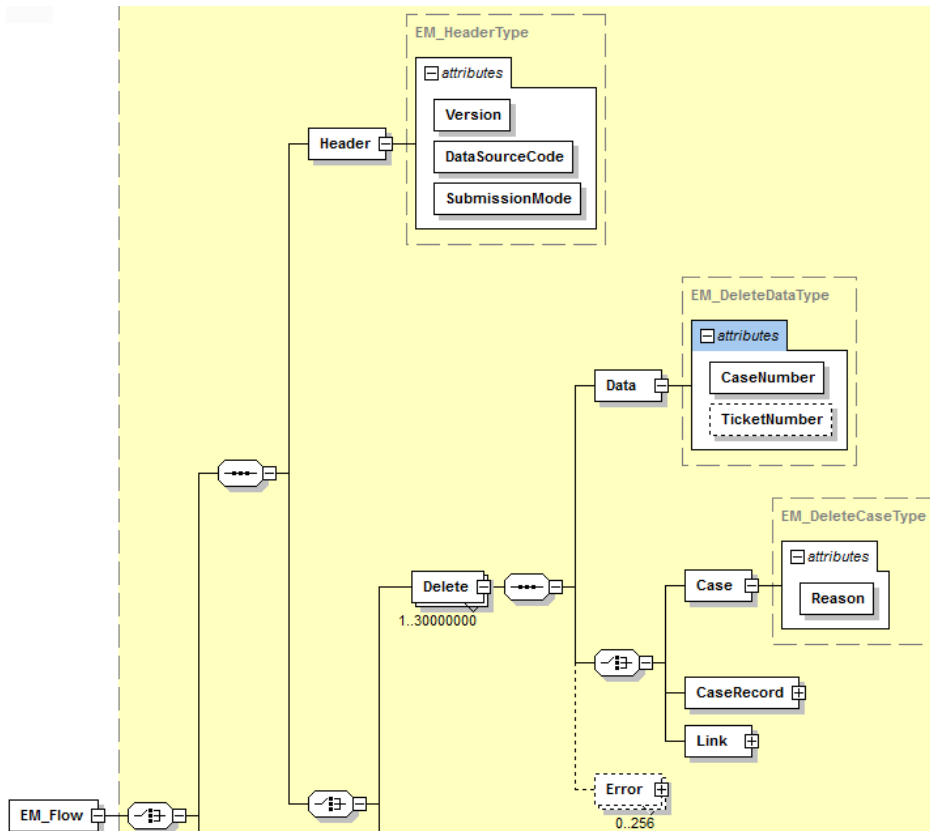 EM_HeaderType
attributes
Version
Header
DataSourceCode
SubmissionMode
EM_DeleteDataType
attributes
Data
CaseNumber
TicketNumber
EM_DeleteCaseType
attributes
Delete
Case
Reason
1..30000000
CaseRecord
Link
Error
0..256
EM_Flow